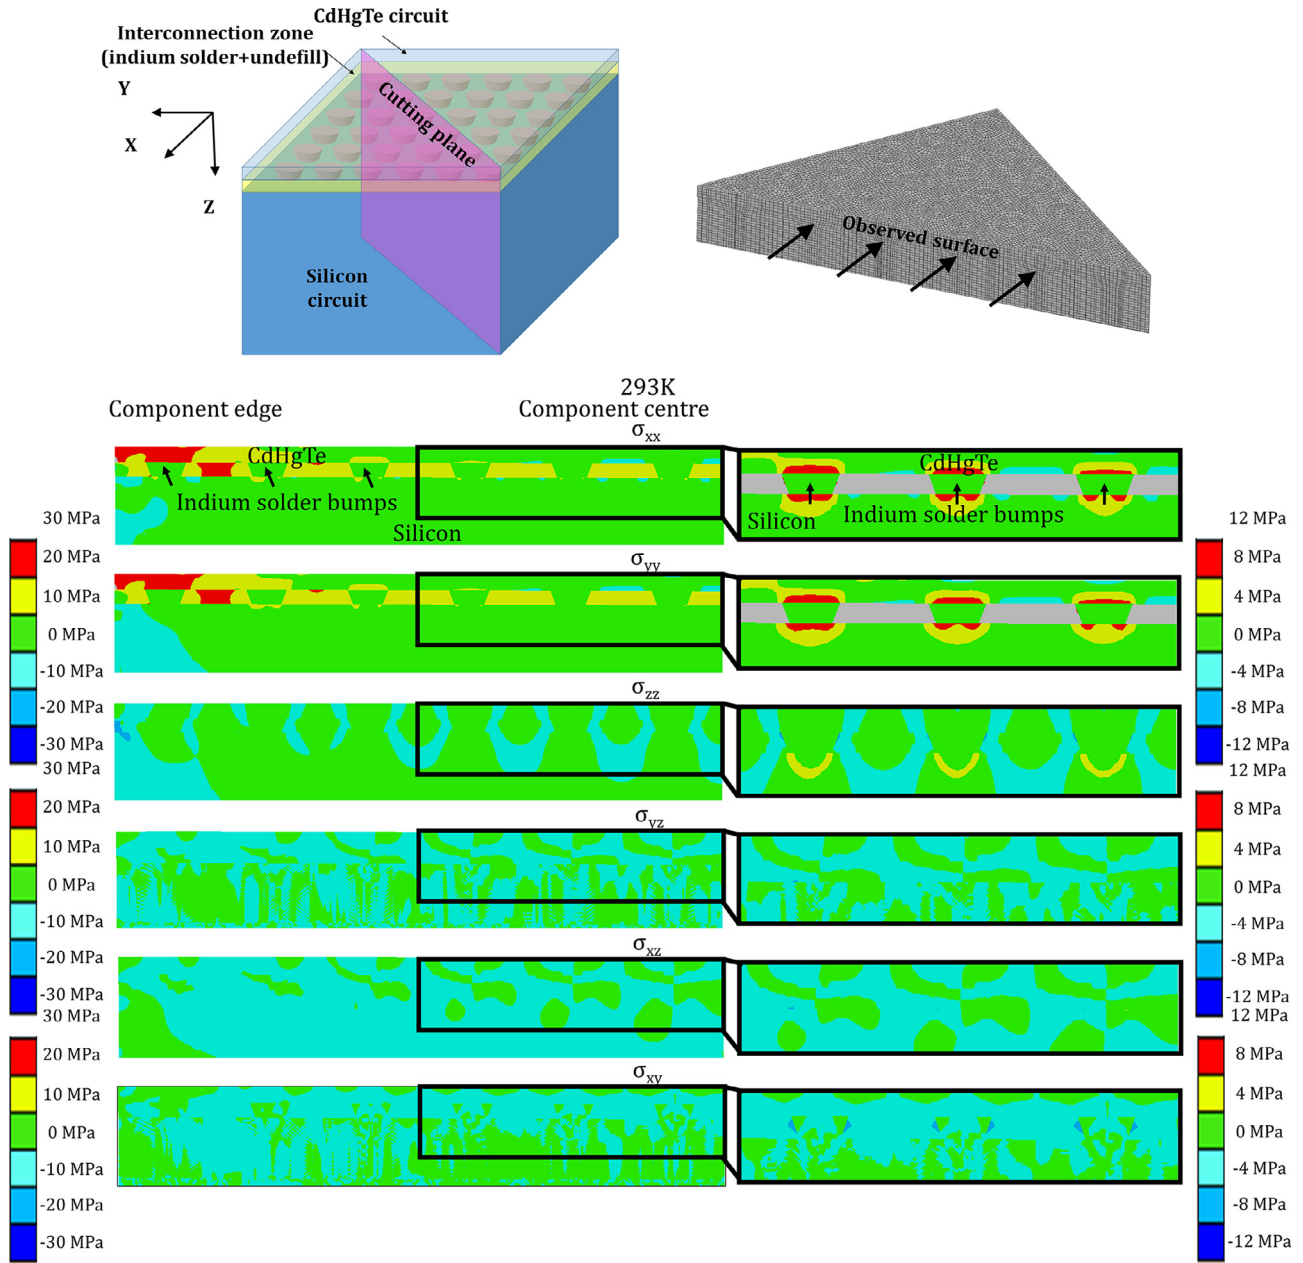 CdHgTe circuit
Interconnection zone
(indium solder+undefill)
Y
X
Z
Cutting plane
Silicon
circuit
Observed surface
293K
Component edge
Component centre
σxx
CdHgTe
Indium solder bumps
Silicon
CdHgTe
Silicon
Indium solder bumps
σyy
σzz
σyz
σxz
σxy
30 MPa
20 MPa
10 MPa
0 MPa
-10 MPa
-20 MPa
-30 MPa
30 MPa
20 MPa
10 MPa
0 MPa
-10 MPa
-20 MPa
-30 MPa
30 MPa
20 MPa
10 MPa
0 MPa
-10 MPa
-20 MPa
-30 MPa
12 MPa
8 MPa
4 MPa
0 MPa
-4 MPa
-8 MPa
-12 MPa
12 MPa
8 MPa
4 MPa
0 MPa
-4 MPa
-8 MPa
-12 MPa
12 MPa
8 MPa
4 MPa
0 MPa
-4 MPa
-8 MPa
-12 MPa